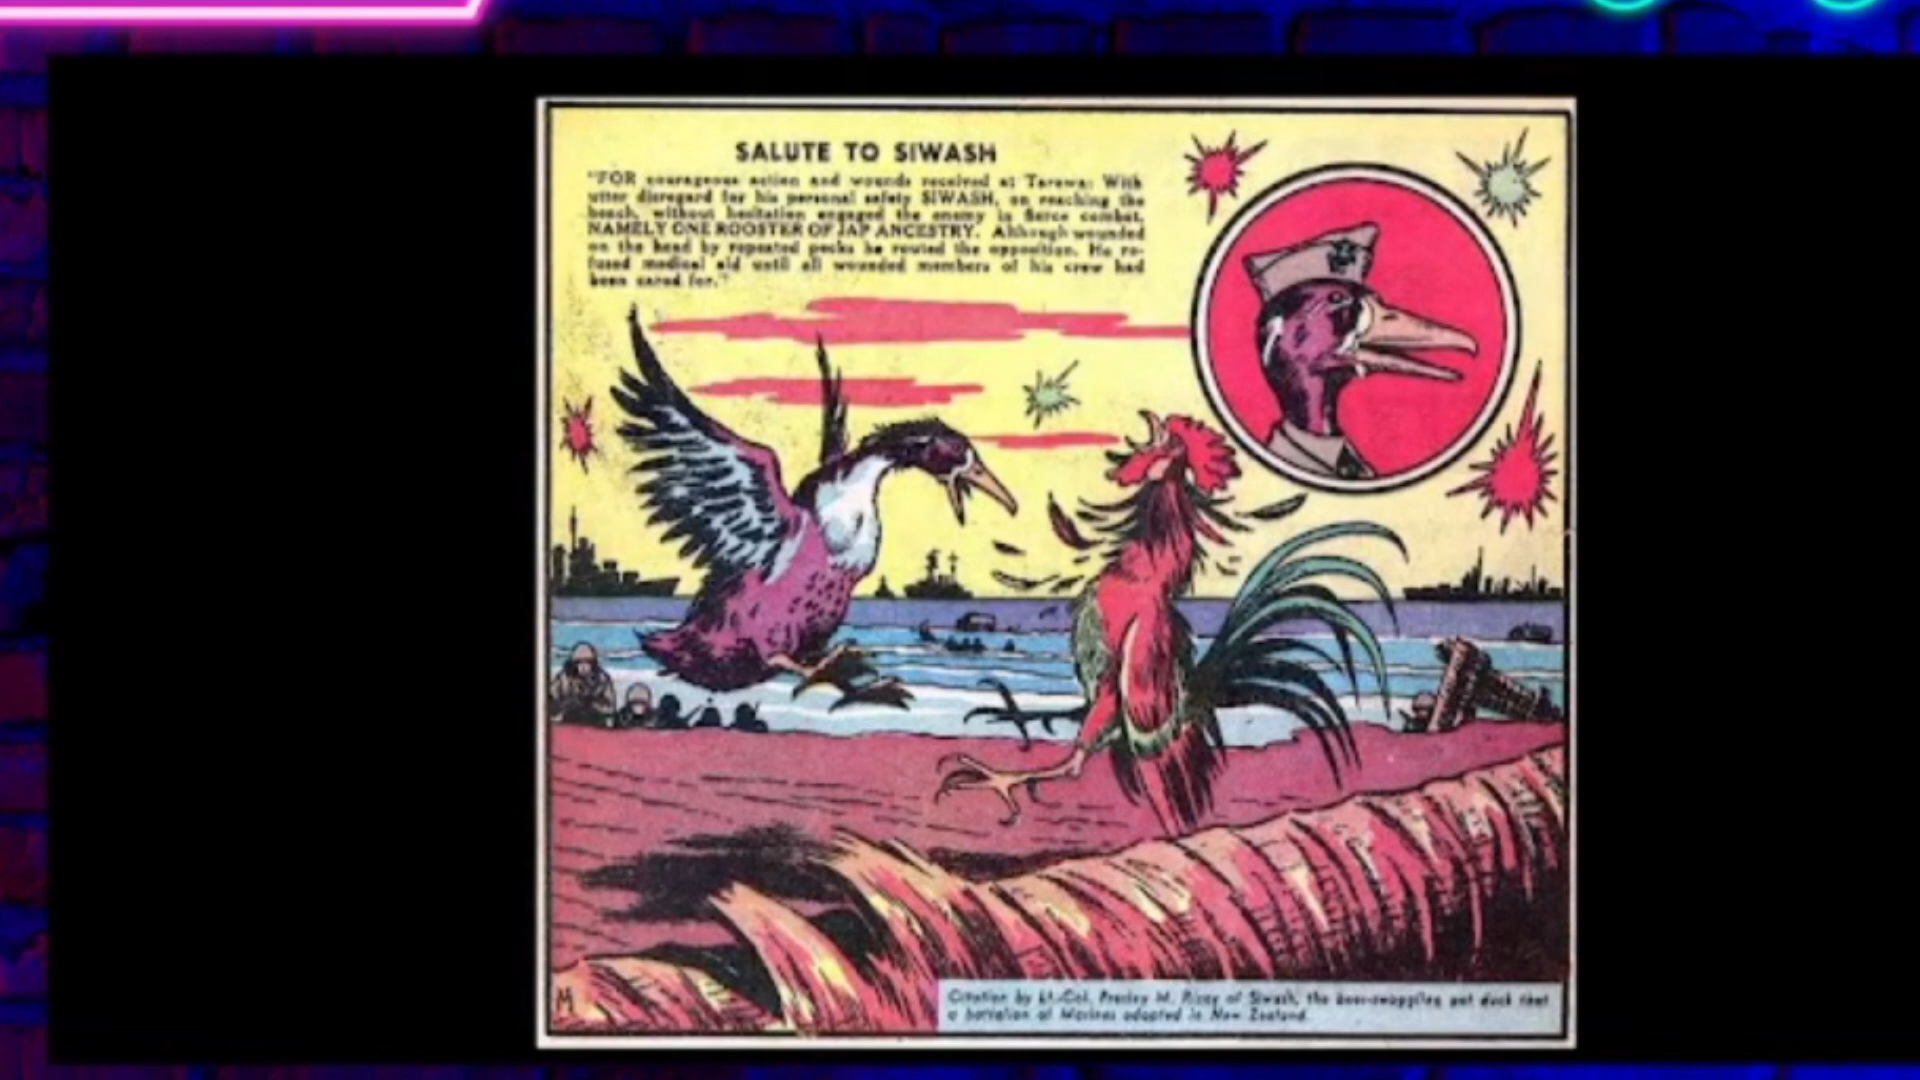 SALUTE TO SIWASH
"FOR courageous action and wounds received at Tarawa: With
utter disregard for his personal safety SIWASH, on reaching the
beach, without hesitation engaged the enemy in fierce combat,
NAMELY ONE ROOSTER OF JAP ANCESTRY. Although wounded
on the head by repeated pecks he routed the opposition. He re-
fused medical aid until all wounded members of his crew had
been cared for."
M
Citation by Lt.-Col. Presley M. Rixey of Siwash, the beer-swiggling pet duck that
a battalion of Marines adopted in New Zealand.